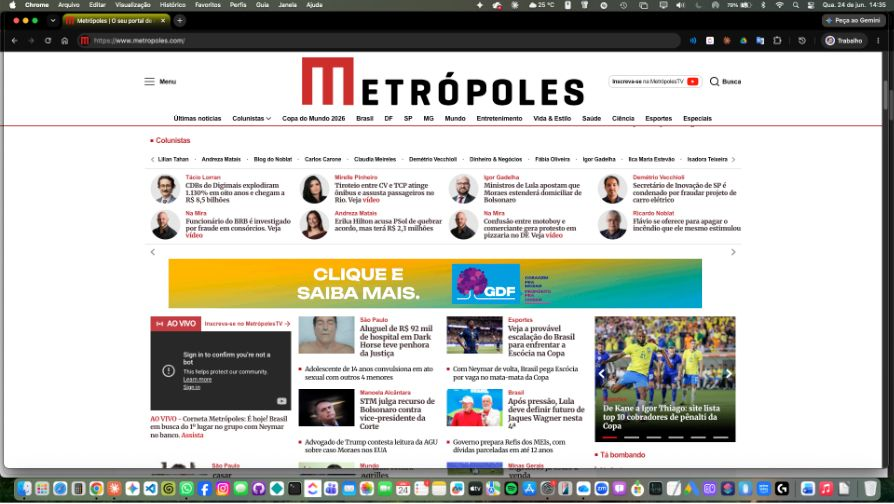 Chrome Arquivo Editar Visualização Histórico Favoritos Perfis Guia Janela Ajuda
25 °C
79%
Qua. 24 de jun. 14:35
Metrópoles | O seu portal de
Peça ao Gemini
https://www.metropoles.com/
Trabalho
Menu
METRÓPOLES
Inscreva-se na MetrópolesTV
Busca
Últimas notícias Colunistas Copa do Mundo 2026 Brasil DF SP MG Mundo Entretenimento Vida & Estilo Saúde Ciência Esportes Especiais
Colunistas
Lilian Tahan · Andreza Matais · Blog do Noblat · Carlos Carone · Claudia Meireles · Demétrio Vecchioli · Dinheiro & Negócios · Fábia Oliveira · Igor Gadelha · Ilca Maria Estevão · Isadora Teixeira
Tácio Lorran
CDBs do Digimais explodiram
1.130% em oito anos e chegam a
R$ 8,5 bilhões
Mirelle Pinheiro
Tiroteio entre CV e TCP atinge
ônibus e assusta passageiros no
Rio. Veja vídeo
Igor Gadelha
Ministros de Lula apostam que
Moraes estenderá domiciliar de
Bolsonaro
Demétrio Vecchioli
Secretário de Inovação de SP é
condenado por fraudar projeto de
carro elétrico
Na Mira
Funcionário do BRB é investigado
por fraude em consórcios. Veja
vídeo
Andreza Matais
Erika Hilton acusa PSol de quebrar
acordo, mas terá R$ 2,3 milhões
Na Mira
Confusão entre motoboy e
comerciante gera protesto em
pizzaria no DF. Veja vídeo
Ricardo Noblat
Flávio se oferece para apagar o
incêndio que ele mesmo estimulou
CLIQUE E
SAIBA MAIS.
GDF
AO VIVO
Inscreva-se no MetrópolesTV
Sign in to confirm you're not a
bot
This helps protect our community.
Learn more
Sign in
AO VIVO - Corneta Metrópoles: É hoje! Brasil
em busca do 1º lugar no grupo com Neymar
no banco. Assista
São Paulo
Aluguel de R$ 92 mil
de hospital em Dark
Horse teve penhora
da Justiça
Adolescente de 14 anos convulsiona em ato
sexual com outros 4 menores
Manoela Alcântara
STM julga recurso de
Bolsonaro contra
vice-presidente da
Corte
Advogado de Trump contesta leitura da AGU
sobre caso Moraes nos EUA
Esportes
Veja a provável
escalação do Brasil
para enfrentar a
Escócia na Copa
Com Neymar de volta, Brasil pega Escócia
por vaga no mata-mata da Copa
Brasil
Após pressão, Lula
deve definir futuro de
Jaques Wagner nesta
4ª
Governo prepara Refis dos MEIs, com
dívidas parceladas em até 12 anos
Esportes
De Kane a Igor Thiago: site lista
top 10 cobradores de pênalti da
Copa
Tá bombando
São Paulo
Mundo
Minas Gerais